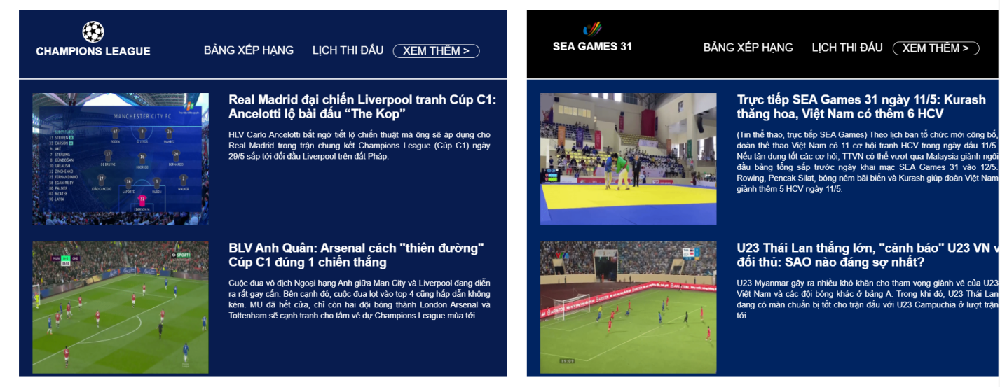 CHAMPIONS LEAGUE
BẢNG XẾP HẠNG LỊCH THI ĐẤU XEM THÊM >
Real Madrid đại chiến Liverpool tranh Cúp C1:
Ancelotti lộ bài đấu “The Kop”
HLV Carlo Ancelotti bất ngờ tiết lộ chiến thuật mà ông sẽ áp dụng cho
Real Madrid trong trận chung kết Champions League (Cúp C1) ngày
29/5 sắp tới đối đầu Liverpool trên đất Pháp.
MANCHESTER CITY FC
SUBSTITUTES
13 STEFFEN
33 CARSON
6 AKÉ
7 STERLING
8 GÜNDOĞAN
10 GREALISH
11 ZINCHENKO
25 FERNANDINHO
56 EGAN-RILEY
80 PALMER
87 McATEE
90 LAVIA
47 9 26
FODEN G.JESUS MAHREZ
17 16 20
DE BRUYNE RODRIGO BERNARDO
27 14 3 2
JOÃO CANCELO LAPORTE RÚBEN WALKER
31
EDERSON M.
BLV Anh Quân: Arsenal cách "thiên đường"
Cúp C1 đúng 1 chiến thắng
Cuộc đua vô địch Ngoại hạng Anh giữa Man City và Liverpool đang diễn
ra rất gay cấn. Bên cạnh đó, cuộc đua lọt vào top 4 cũng hấp dẫn không
kém. MU đã hết cửa, chỉ còn hai đội bóng thành London Arsenal và
Tottenham sẽ cạnh tranh cho tấm vé dự Champions League mùa tới.
MUN 0-0 CHE
K+ SPORT1
SEA GAMES 31
BẢNG XẾP HẠNG LỊCH THI ĐẤU XEM THÊM >
Trực tiếp SEA Games 31 ngày 11/5: Kurash
thăng hoa, Việt Nam có thêm 6 HCV
(Tin thể thao, trực tiếp SEA Games) Theo lịch ban tổ chức mới công bố,
đoàn thể thao Việt Nam có 11 cơ hội tranh HCV trong ngày đấu 11/5.
Nếu tận dụng tốt các cơ hội, TTVN có thể vượt qua Malaysia giành ngôi
đầu bảng tổng sắp trước ngày khai mạc SEA Games 31 vào 12/5.
Rowing, Pencak Silat, bóng ném bãi biển và Kurash giúp đoàn Việt Nam
giành thêm 5 HCV ngày 11/5.
U23 Thái Lan thắng lớn, "cảnh báo" U23 VN v
đối thủ: SAO nào đáng sợ nhất?
U23 Myanmar gây ra nhiều khó khăn cho tham vọng giành vé của U23
Việt Nam và các đội bóng khác ở bảng A. Trong khi đó, U23 Thái Lan
đang có màn chuẩn bị tốt cho trận đấu với U23 Campuchia ở lượt trận
tới.
ARISTON